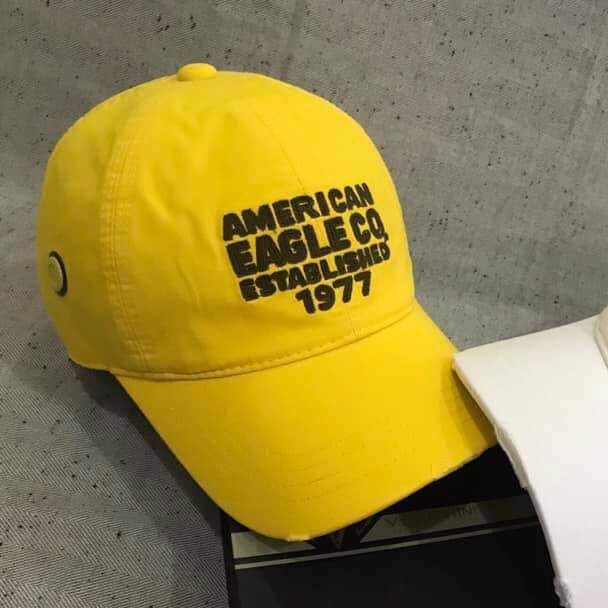 AMERICAN
EAGLE CO.
ESTABLISHED
1977